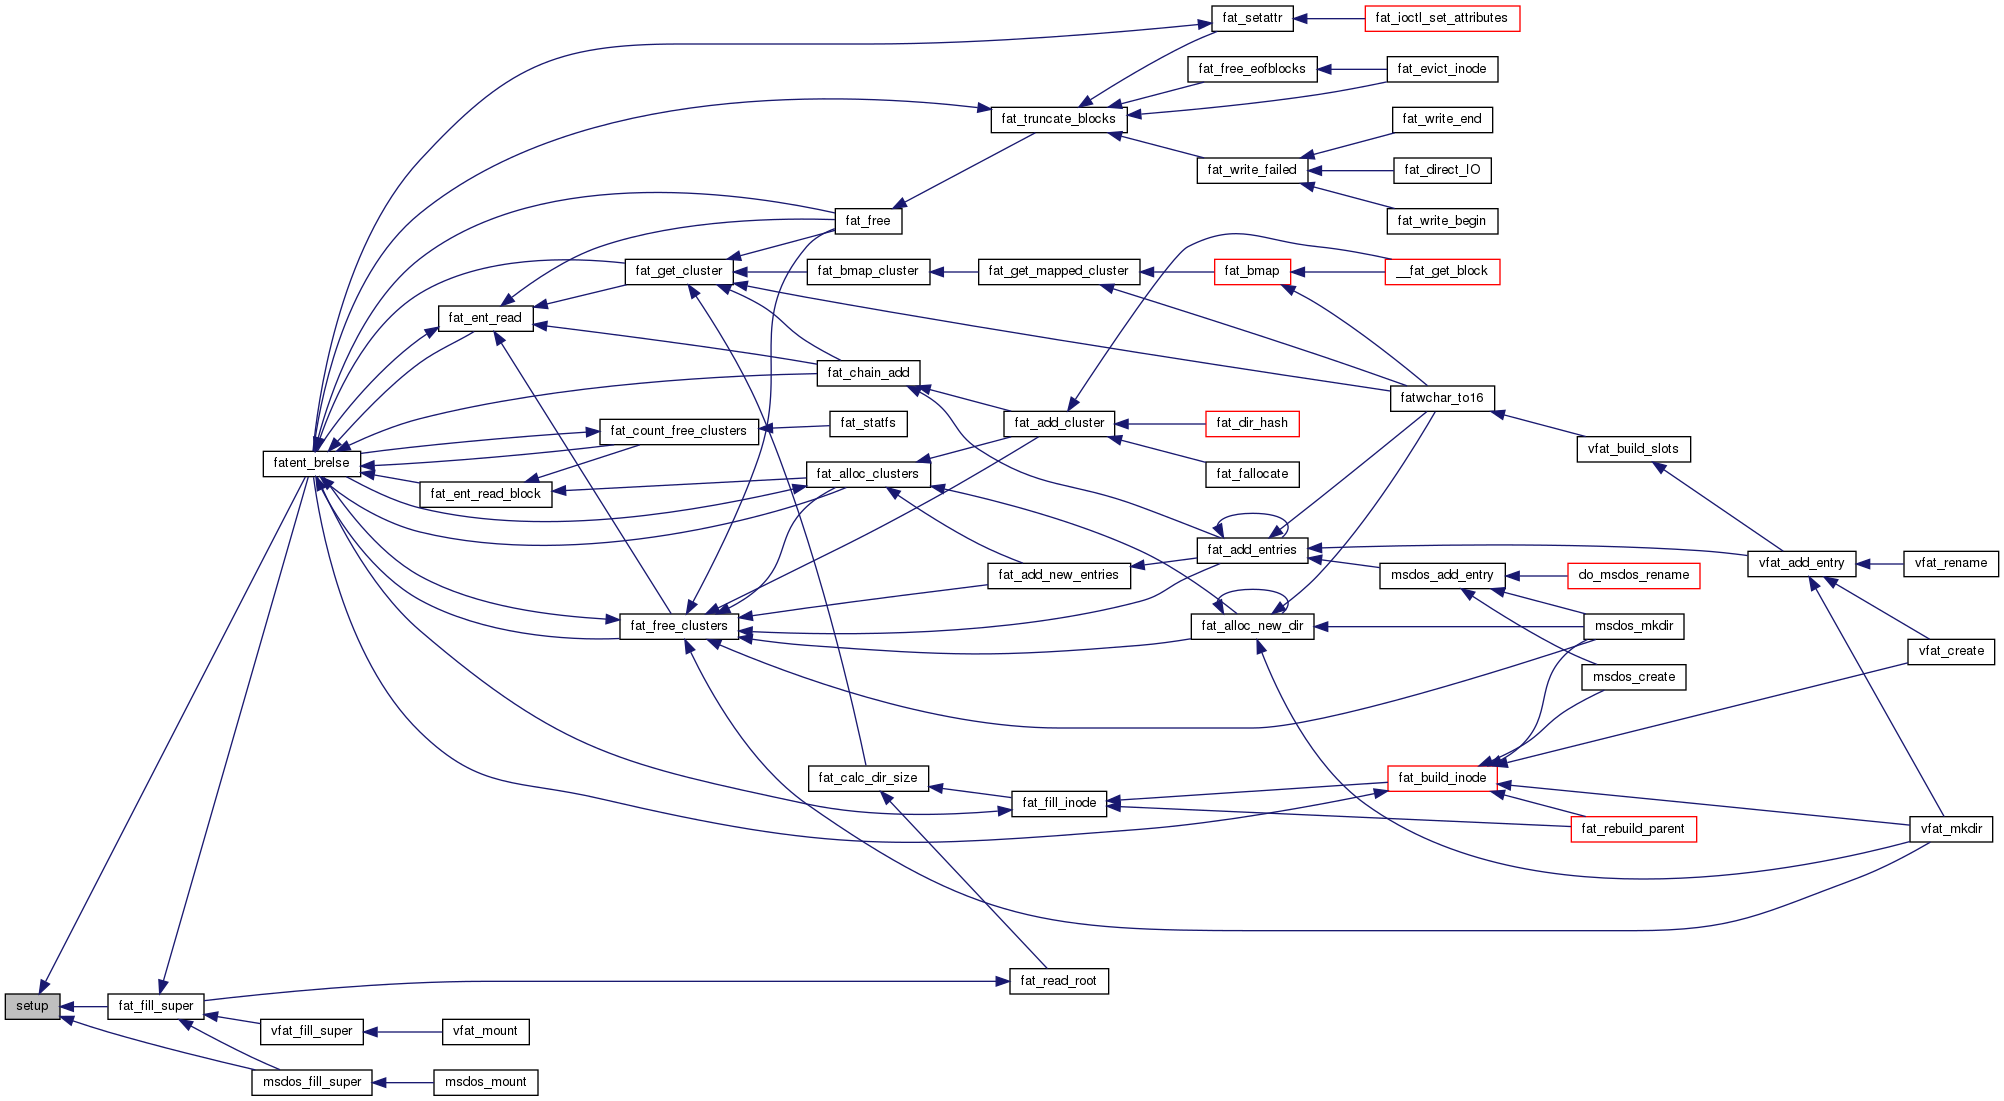 fat_setattr
fat_ioctl_set_attributes
fat_free_eofblocks
fat_evict_inode
fat_truncate_blocks
fat_write_end
fat_write_failed
fat_direct_IO
fat_free
fat_write_begin
fat_get_cluster
fat_bmap_cluster
fat_get_mapped_cluster
fat_bmap
__fat_get_block
fat_ent_read
fat_chain_add
fatwchar_to16
fat_count_free_clusters
fat_statfs
fat_add_cluster
fat_dir_hash
vfat_build_slots
fatent_brelse
fat_alloc_clusters
fat_fallocate
fat_ent_read_block
fat_add_entries
vfat_add_entry
vfat_rename
fat_add_new_entries
msdos_add_entry
do_msdos_rename
fat_free_clusters
fat_alloc_new_dir
msdos_mkdir
vfat_create
msdos_create
fat_calc_dir_size
fat_build_inode
fat_fill_inode
fat_rebuild_parent
vfat_mkdir
fat_read_root
setup
fat_fill_super
vfat_fill_super
vfat_mount
msdos_fill_super
msdos_mount